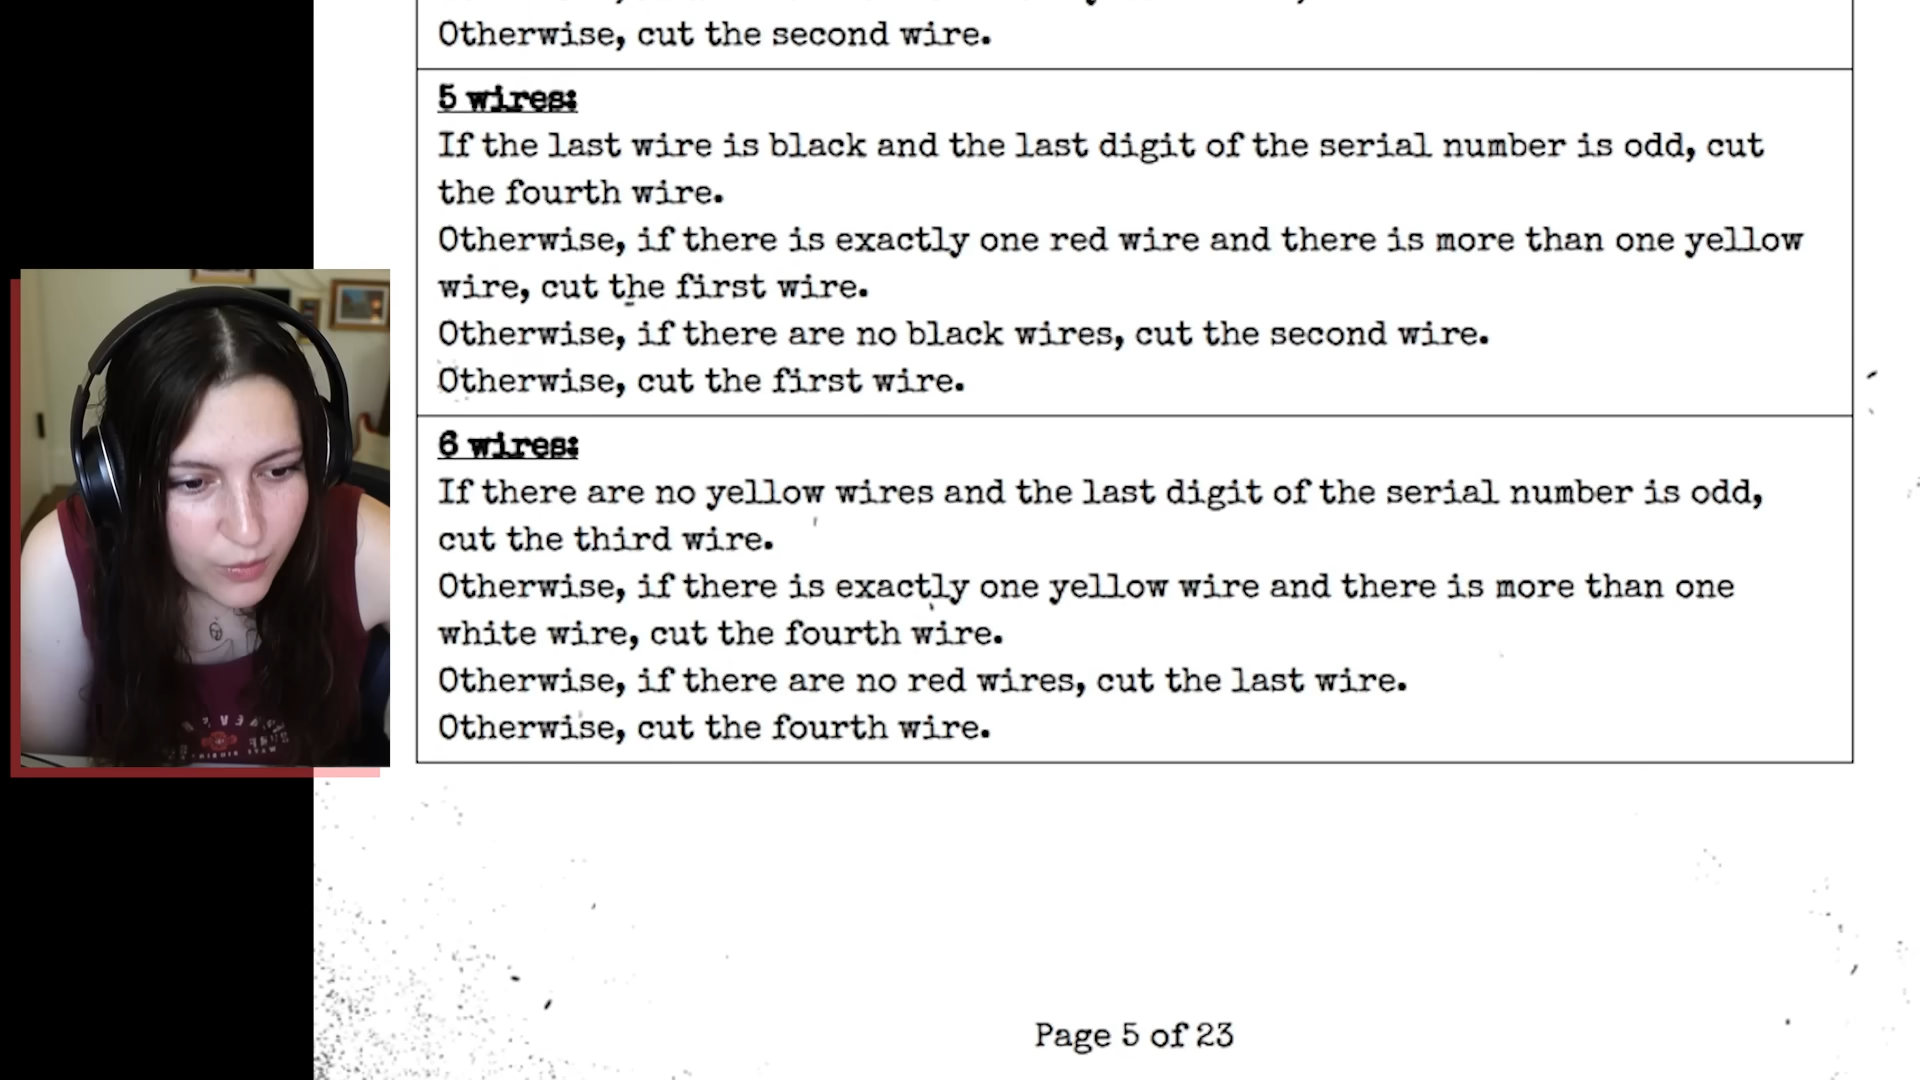 Otherwise, cut the second wire.
5 wires:
If the last wire is black and the last digit of the serial number is odd, cut
the fourth wire.
Otherwise, if there is exactly one red wire and there is more than one yellow
wire, cut the first wire.
Otherwise, if there are no black wires, cut the second wire.
Otherwise, cut the first wire.
6 wires:
If there are no yellow wires and the last digit of the serial number is odd,
cut the third wire.
Otherwise, if there is exactly one yellow wire and there is more than one
white wire, cut the fourth wire.
Otherwise, if there are no red wires, cut the last wire.
Otherwise, cut the fourth wire.
Page 5 of 23